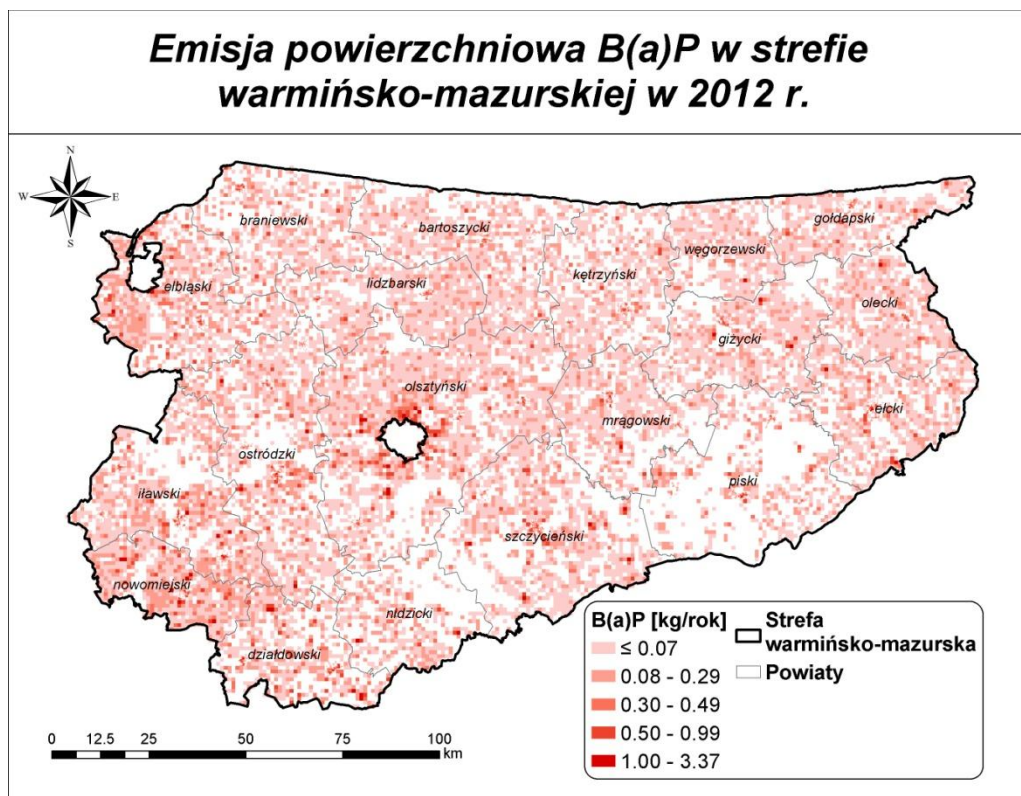 Emisja powierzchniowa B(a)P w strefie
warmińsko-mazurskiej w 2012 r.
N
W
E
S
braniewski
bartoszycki
gołdapski
węgorzewski
kętrzyński
elbląski
lidzbarski
olecki
giżycki
olsztyński
ełcki
mrągowski
ostródzki
piski
iławski
szczycieński
nowomiejski
nidzicki
działdowski
B(a)P [kg/rok]
≤ 0.07
0.08 - 0.29
0.30 - 0.49
0.50 - 0.99
1.00 - 3.37
Strefa
warmińsko-mazurska
Powiaty
0 12.5 25 50 75 100
km